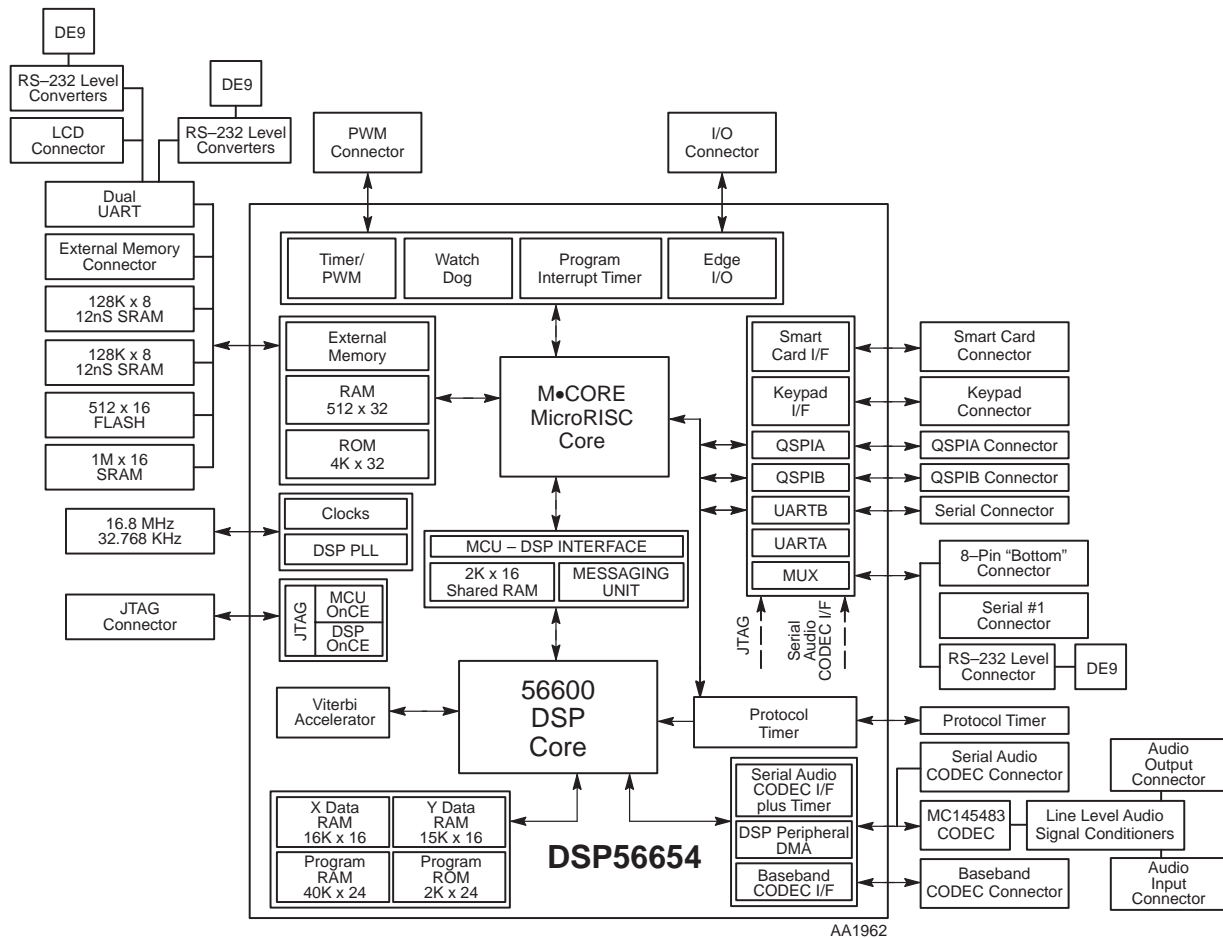 DE9
RS–232 Level
Converters
DE9
LCD
Connector
RS–232 Level
Converters
PWM
Connector
I/O
Connector
Dual
UART
External Memory
Connector
128K x 8
12nS SRAM
128K x 8
12nS SRAM
512 x 16
FLASH
1M x 16
SRAM
16.8 MHz
32.768 KHz
JTAG
Connector
Timer/
PWM
Watch
Dog
Program
Interrupt Timer
Edge
I/O
External
Memory
RAM
512 x 32
ROM
4K x 32
M•CORE
MicroRISC
Core
Clocks
DSP PLL
JTAG
MCU
OnCE
DSP
OnCE
MCU – DSP INTERFACE
2K x 16
Shared RAM
MESSAGING
UNIT
Smart
Card I/F
Keypad
I/F
QSPIA
QSPIB
UARTB
UARTA
MUX
JTAG
Serial
Audio
CODEC I/F
Smart Card
Connector
Keypad
Connector
QSPIA Connector
QSPIB Connector
Serial Connector
8–Pin “Bottom”
Connector
Serial #1
Connector
RS–232 Level
Connector
DE9
Viterbi
Accelerator
56600
DSP
Core
Protocol
Timer
Protocol Timer
X Data
RAM
16K x 16
Y Data
RAM
15K x 16
Program
RAM
40K x 24
Program
ROM
2K x 24
DSP56654
Serial Audio
CODEC I/F
plus Timer
DSP Peripheral
DMA
Baseband
CODEC I/F
Serial Audio
CODEC Connector
MC145483
CODEC
Line Level Audio
Signal Conditioners
Audio
Output
Connector
Baseband
CODEC Connector
Audio
Input
Connector
AA1962